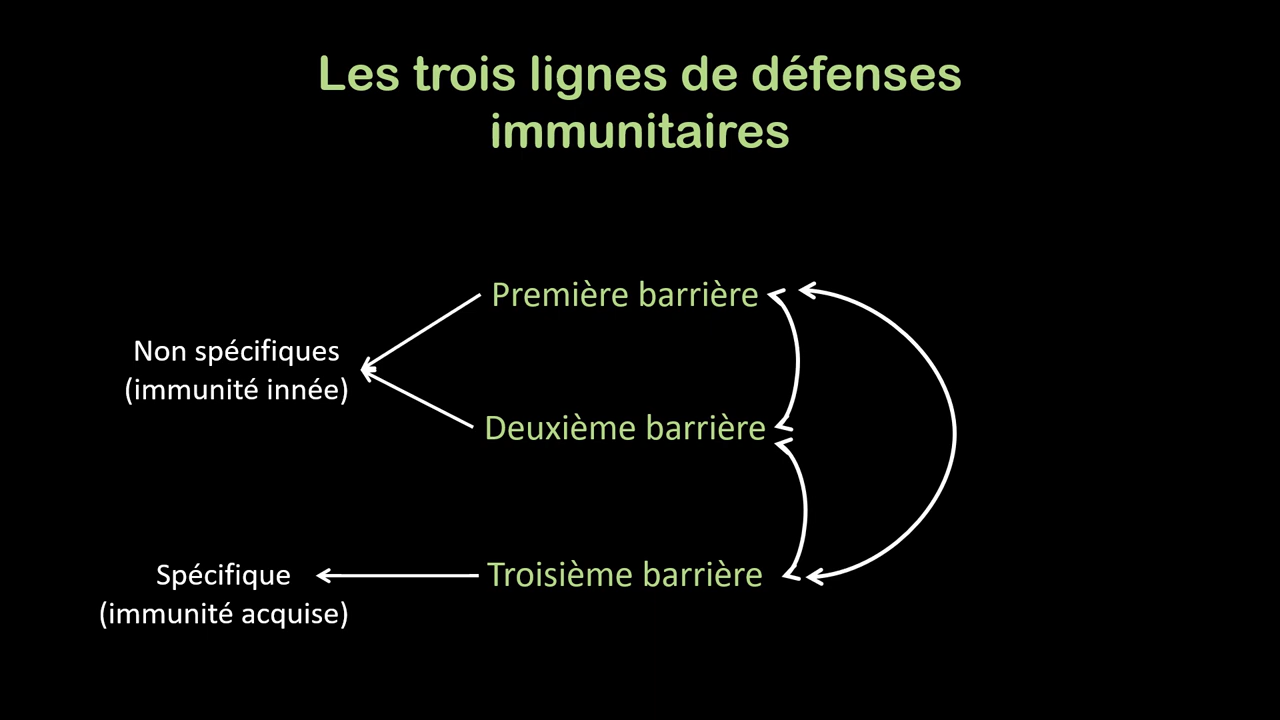 Les trois lignes de défenses
immunitaires
Première barrière
Non spécifiques
(immunité innée)
Deuxième barrière
Spécifique
(immunité acquise)
Troisième barrière